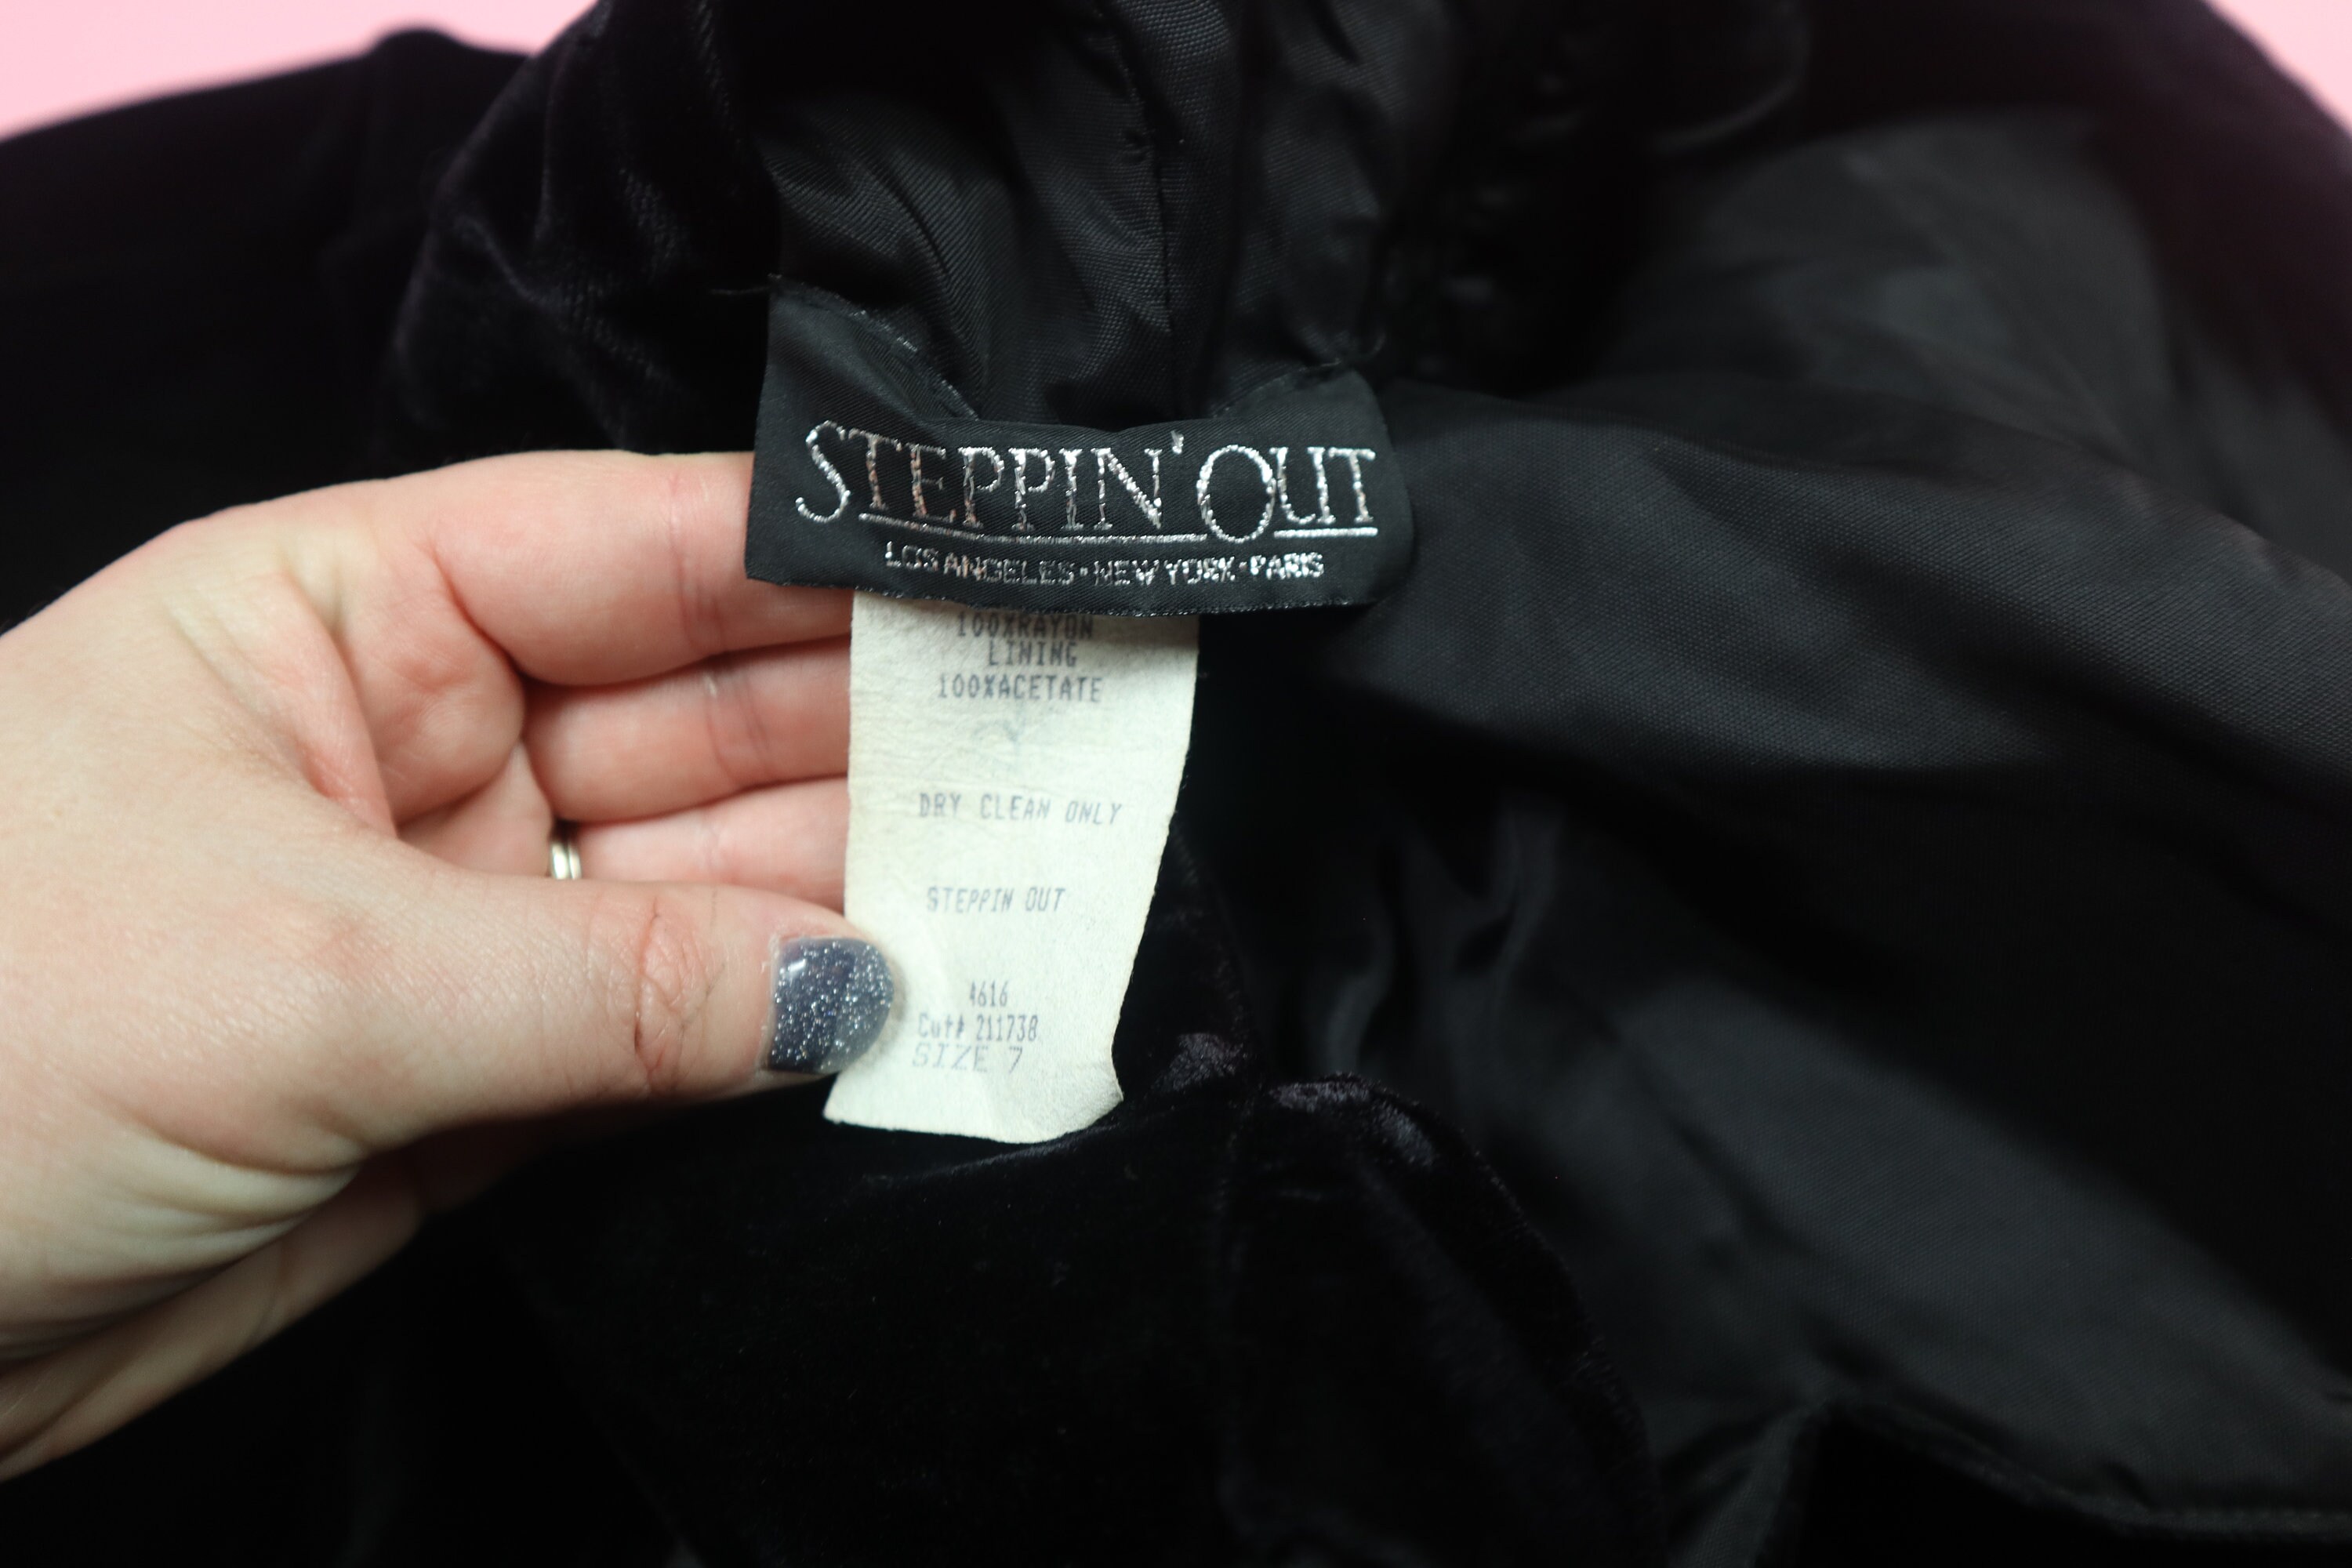 STEPPIN' OUT
LOS ANGELES · NEW YORK · PARIS
100%RAYON
LINING
100%ACETATE
DRY CLEAN ONLY
STEPPIN OUT
4616
Cut# 211738
SIZE 7